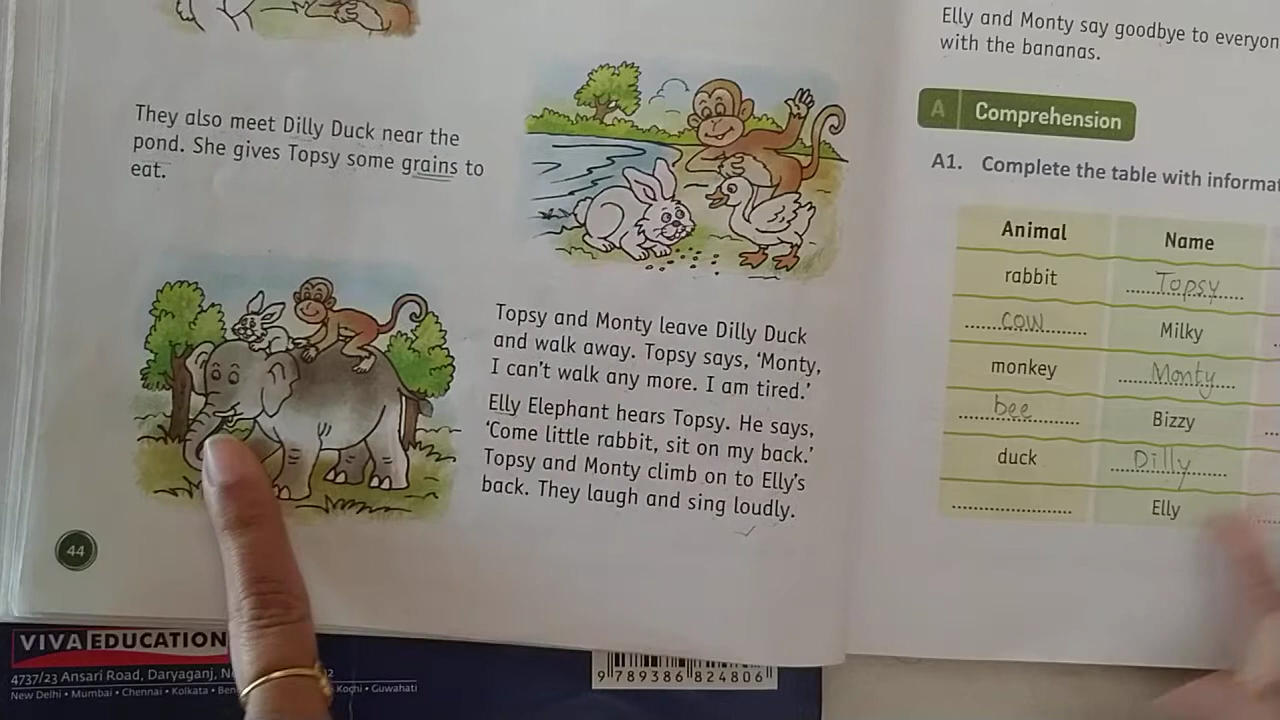 They also meet Dilly Duck near the
pond. She gives Topsy some grains to
eat.
Topsy and Monty leave Dilly Duck
and walk away. Topsy says, ‘Monty,
I can’t walk any more. I am tired.’
Elly Elephant hears Topsy. He says,
‘Come little rabbit, sit on my back.’
Topsy and Monty climb on to Elly’s
back. They laugh and sing loudly.
44
VIVA EDUCATION
4737/23 Ansari Road, Daryaganj,
New Delhi • Mumbai • Chennai • Kolkata • Kochi • Guwahati
9 789386 824806
Elly and Monty say goodbye to
with the bananas.
A Comprehension
A1. Complete the table with
Animal Name
rabbit Topsy
cow Milky
monkey Monty
bee Bizzy
duck Dilly
Elly